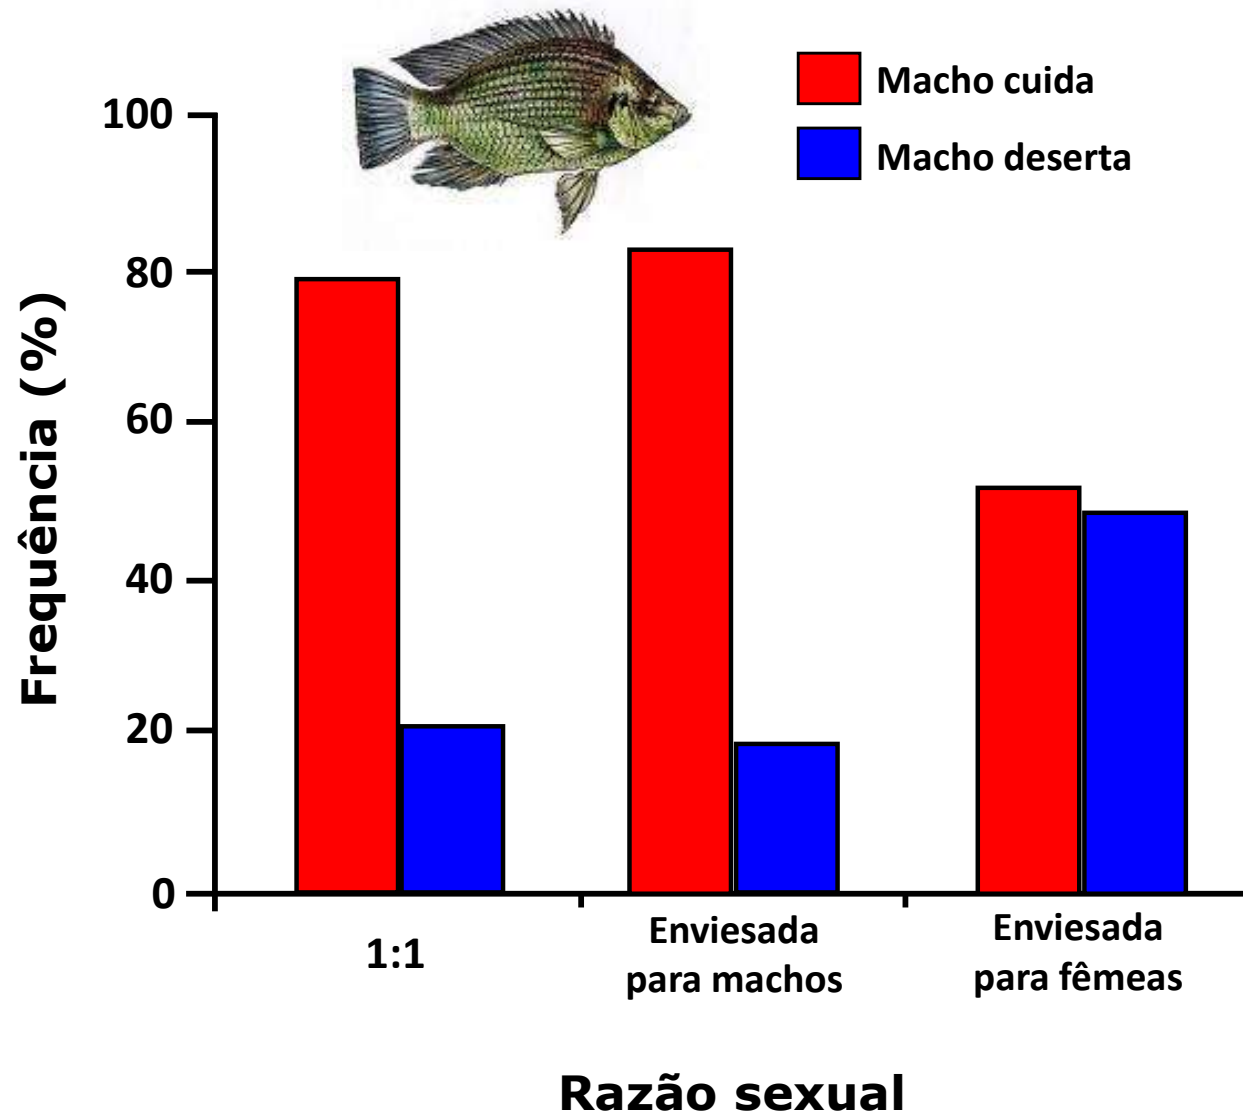 Macho cuida
Macho deserta
Frequência (%)
100
80
60
40
20
0
1:1
Enviesada
para machos
Enviesada
para fêmeas
Razão sexual